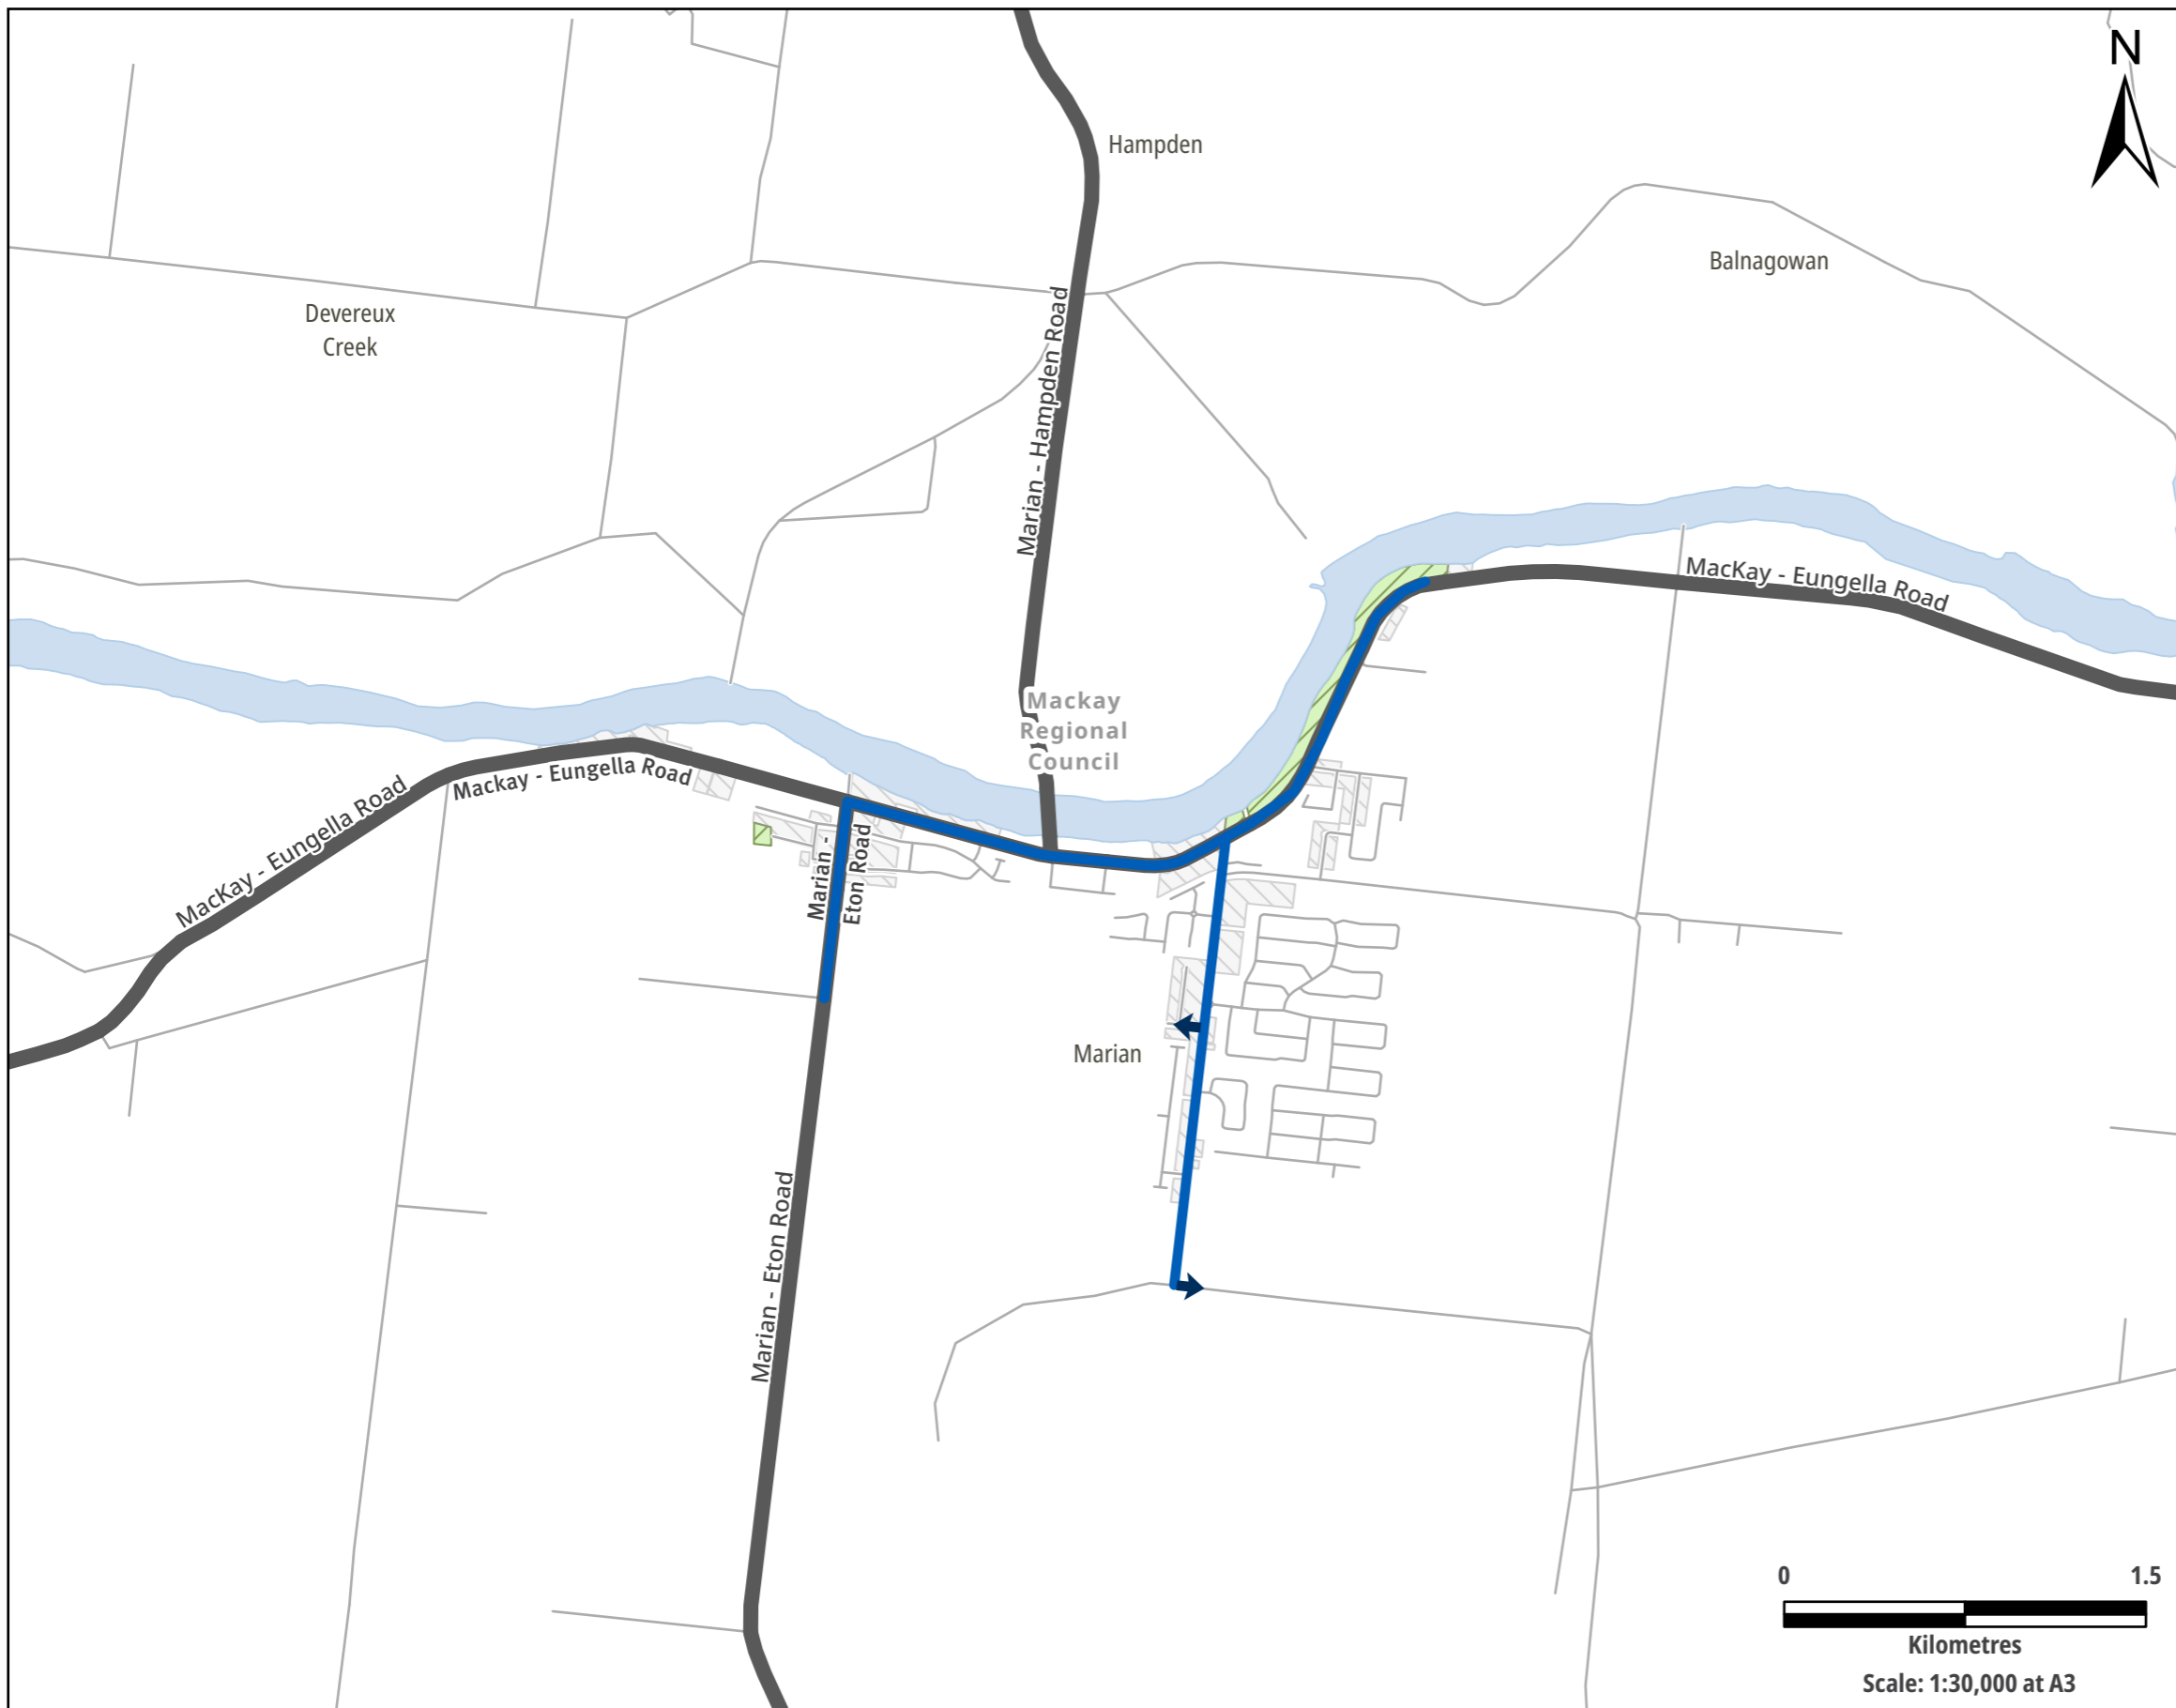 N
Hampden
Balnagowan
Devereux
Creek
Marian - Hampden Road
MacKay - Eungella Road
Mackay
Regional
Council
Mackay - Eungella Road
MacKay - Eungella Road
Marian -
Eton Road
Marian
Marian - Eton Road
0 1.5
Kilometres
Scale: 1:30,000 at A3